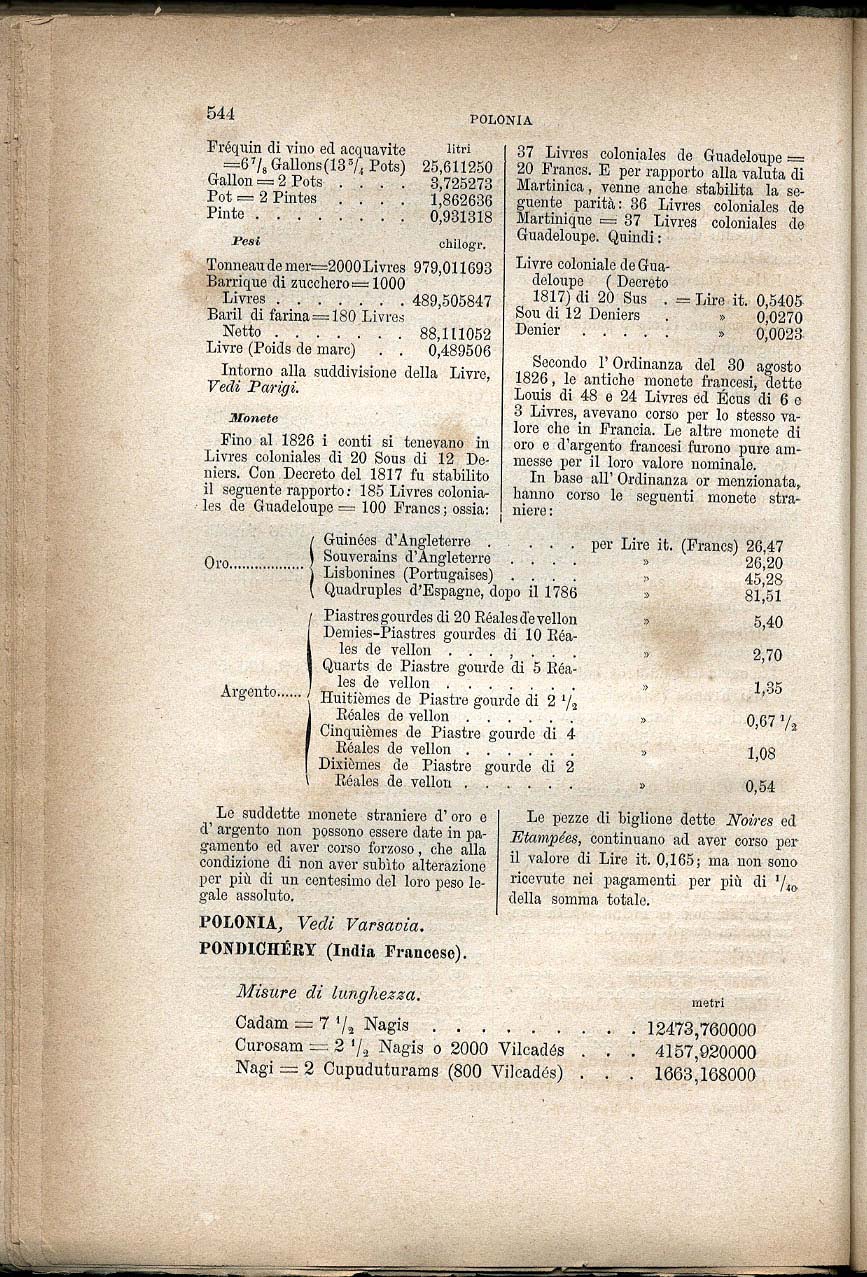 544
POLONIA
Fréquin di vino ed acquavite litri
=6 7/8 Gallons (13 3/4 Pots) 25,611250
Gallon = 2 Pots . . . . 3,725273
Pot = 2 Pintes . . . . 1,862636
Pinte . . . . . . . . 0,931318
Pesi chilogr.
Tonneau de mer=2000 Livres 979,011693
Barrique di zucchero= 1000
Livres . . . . . . . 489,505847
Baril di farina=180 Livres
Netto . . . . . . . 88,111052
Livre (Poids de marc) . . 0,489506
Intorno alla suddivisione della Livre,
Vedi Parigi.
Monete
Fino al 1826 i conti si tenevano in
Livres coloniales di 20 Sous di 12 De-
niers. Con Decreto del 1817 fu stabilito
il seguente rapporto: 185 Livres colonia-
les de Guadeloupe = 100 Francs; ossia:
37 Livres coloniales de Guadeloupe =
20 Francs. E per rapporto alla valuta di
Martinica, venne anche stabilita la se-
guente parità: 36 Livres coloniales de
Martinique = 37 Livres coloniales de
Guadeloupe. Quindi:
Livre coloniale de Gua-
deloupe (Decreto
1817) di 20 Sus . = Lire it. 0,5405
Sou di 12 Deniers . » 0,0270
Denier . . . . . » 0,0023
Secondo l'Ordinanza del 30 agosto
1826, le antiche monete francesi, dette
Louis di 48 e 24 Livres ed Écus di 6 e
3 Livres, avevano corso per lo stesso va-
lore che in Francia. Le altre monete di
oro e d'argento francesi furono pure am-
messe per il loro valore nominale.
In base all'Ordinanza or menzionata,
hanno corso le seguenti monete stra-
niere:
Oro..................
Guinées d'Angleterre . . . . . per Lire it. (Francs) 26,47
Souverains d'Angleterre . . . . » 26,20
Lisbonines (Portugaises) . . . . » 45,28
Quadruples d'Espagne, dopo il 1786 » 81,51
Argento......
Piastres gourdes di 20 Réales de vellon » 5,40
Demies-Piastres gourdes di 10 Réa-
les de vellon . . . , . . . » 2,70
Quarts de Piastre gourde di 5 Réa-
les de vellon . . . . . . . » 1,35
Huitièmes de Piastre gourde di 2 1/2
Réales de vellon . . . . . . » 0,67 1/2
Cinquièmes de Piastre gourde di 4
Réales de vellon . . . . . . » 1,08
Dixièmes de Piastre gourde di 2
Réales de vellon . . . . . . » 0,54
Le suddette monete straniere d'oro e
d'argento non possono essere date in pa-
gamento ed aver corso forzoso, che alla
condizione di non aver subìto alterazione
per più di un centesimo del loro peso le-
gale assoluto.
Le pezze di biglione dette Noires ed
Etampées, continuano ad aver corso per
il valore di Lire it. 0,165; ma non sono
ricevute nei pagamenti per più di 1/40
della somma totale.
POLONIA, Vedi Varsavia.
PONDICHÉRY (India Francese).
Misure di lunghezza.
metri
Cadam = 7 1/2 Nagis . . . . . . . . . 12473,760000
Curosam = 2 1/2 Nagis o 2000 Vilcadés . . . 4157,920000
Nagi = 2 Cupuduturams (800 Vilcadés) . . . 1663,168000